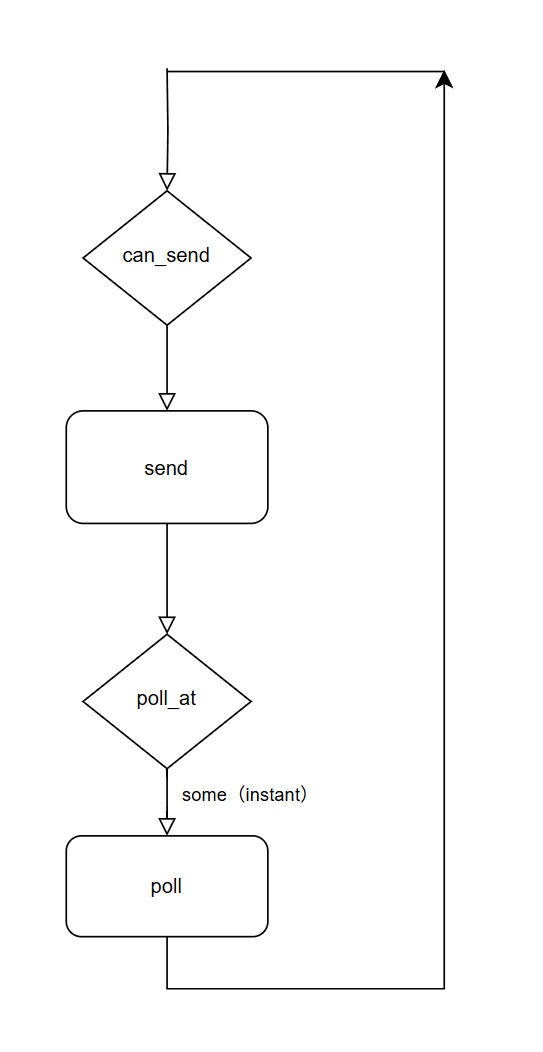 can_send
send
poll_at
some（instant）
poll